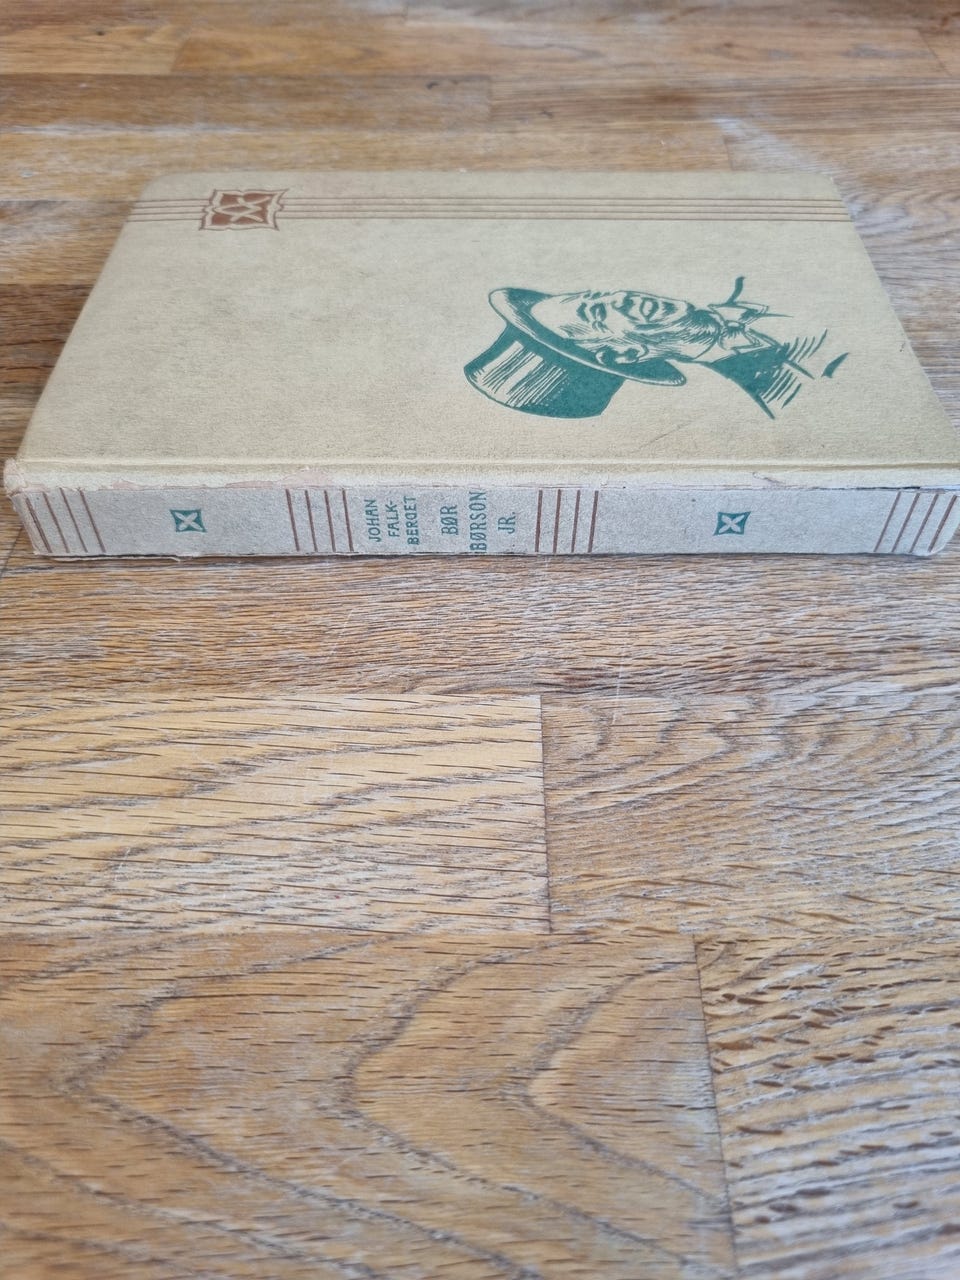 JOHAN
FALK-
BERGET
BØR
BØRSON
JR.